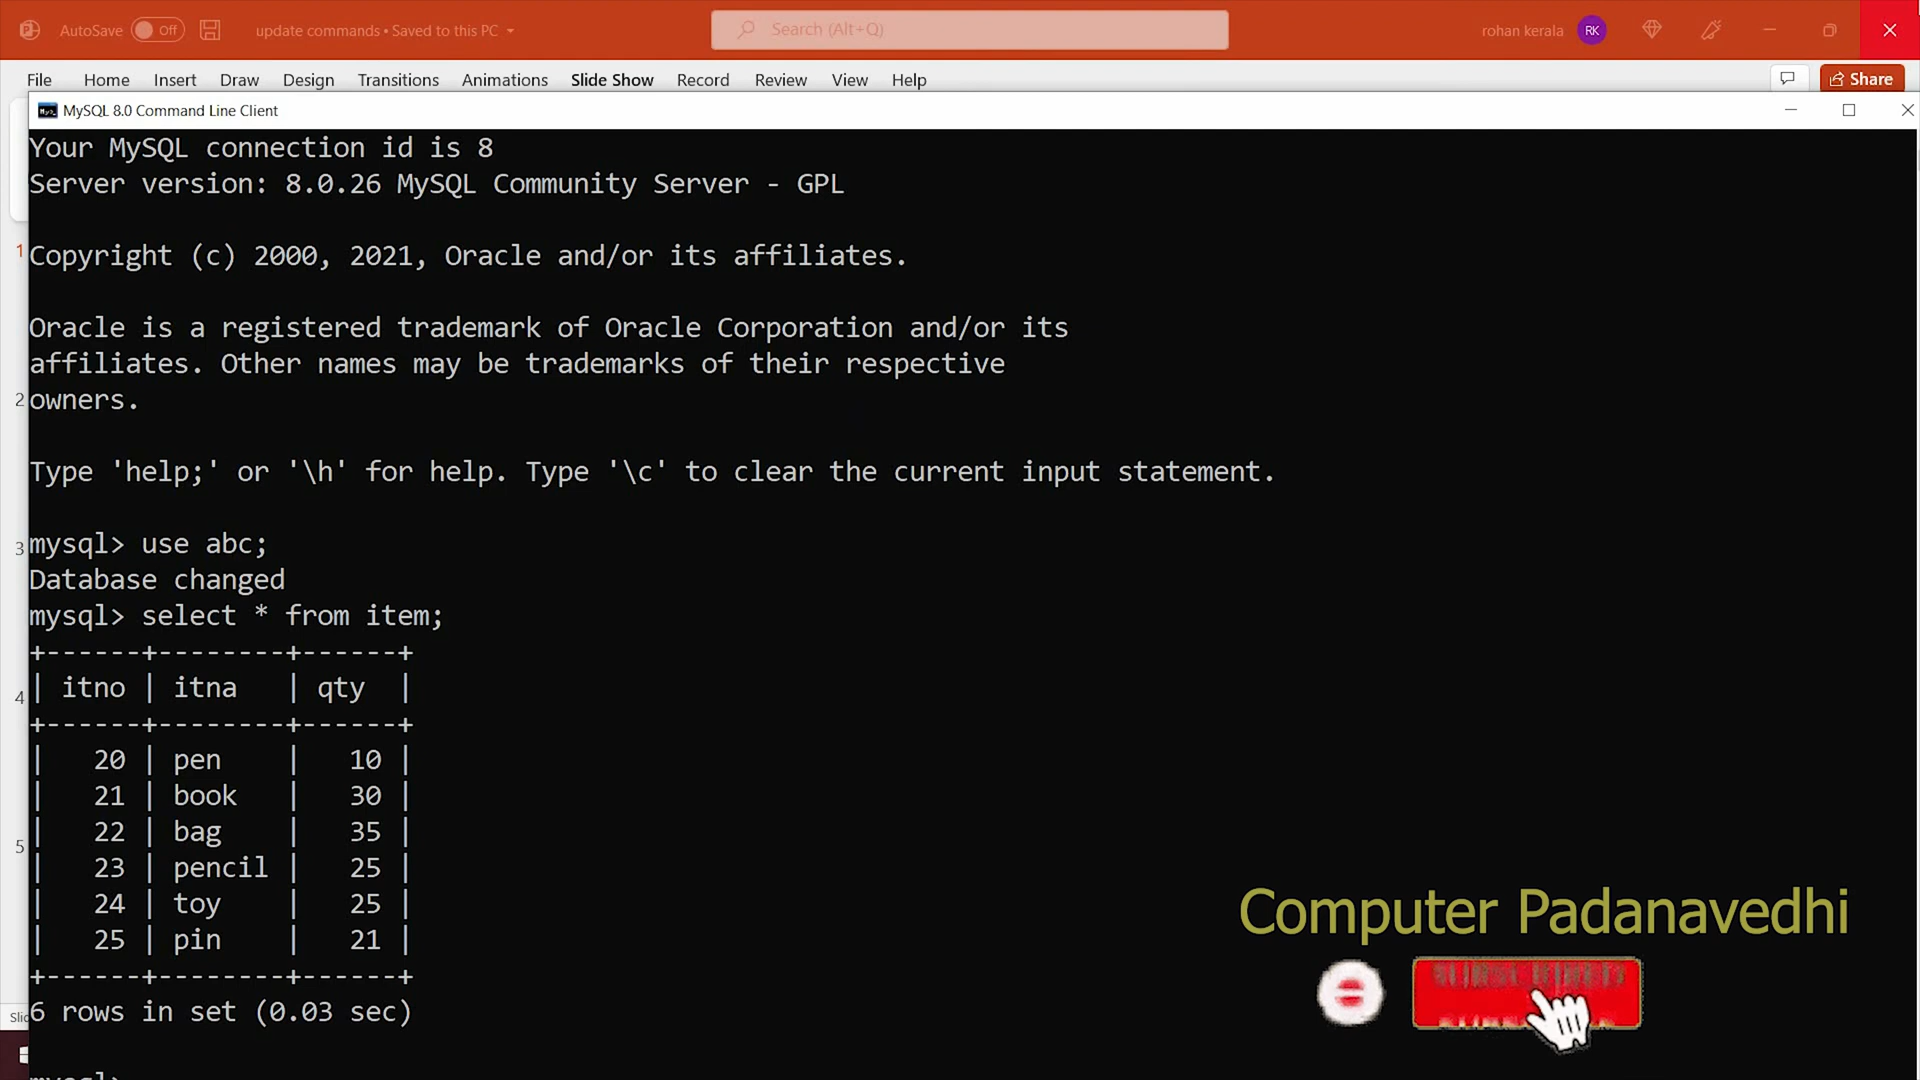 AutoSave Off update commands • Saved to this PC Search (Alt+Q) rohan kerala RK
File Home Insert Draw Design Transitions Animations Slide Show Record Review View Help Share
MySQL 8.0 Command Line Client
Your MySQL connection id is 8
Server version: 8.0.26 MySQL Community Server - GPL
1
Copyright (c) 2000, 2021, Oracle and/or its affiliates.
Oracle is a registered trademark of Oracle Corporation and/or its
affiliates. Other names may be trademarks of their respective
2
owners.
Type 'help;' or '\h' for help. Type '\c' to clear the current input statement.
3
mysql> use abc;
Database changed
mysql> select * from item;
+------+--------+------+
4
| itno | itna   | qty  |
+------+--------+------+
|   20 | pen    |   10 |
|   21 | book   |   30 |
|   22 | bag    |   35 |
5
|   23 | pencil |   25 |
|   24 | toy    |   25 |
|   25 | pin    |   21 |
+------+--------+------+
6 rows in set (0.03 sec)
mysql>
Computer Padanavedhi